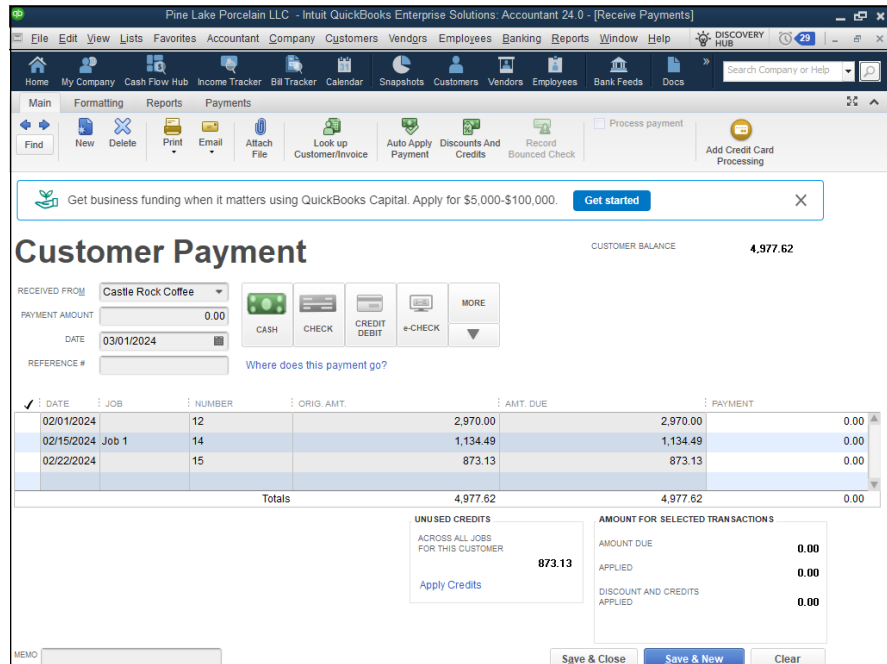 qb Pine Lake Porcelain LLC - Intuit QuickBooks Enterprise Solutions: Accountant 24.0 - [Receive Payments]
File Edit View Lists Favorites Accountant Company Customers Vendors Employees Banking Reports Window Help DISCOVERY HUB 29
Home My Company Cash Flow Hub Income Tracker Bill Tracker Calendar Snapshots Customers Vendors Employees Bank Feeds Docs » Search Company or Help
Main Formatting Reports Payments
Find New Delete Print Email Attach File Look up Customer/Invoice Auto Apply Payment Discounts And Credits Record Bounced Check Process payment Add Credit Card Processing
Get business funding when it matters using QuickBooks Capital. Apply for $5,000-$100,000. Get started
Customer Payment
CUSTOMER BALANCE 4,977.62
RECEIVED FROM Castle Rock Coffee
PAYMENT AMOUNT 0.00
DATE 03/01/2024
REFERENCE #
CASH CHECK CREDIT DEBIT e-CHECK MORE
Where does this payment go?
✓ DATE JOB NUMBER ORIG. AMT. AMT. DUE PAYMENT
02/01/2024 12 2,970.00 2,970.00 0.00
02/15/2024 Job 1 14 1,134.49 1,134.49 0.00
02/22/2024 15 873.13 873.13 0.00
Totals 4,977.62 4,977.62 0.00
UNUSED CREDITS
ACROSS ALL JOBS
FOR THIS CUSTOMER
873.13
Apply Credits
AMOUNT FOR SELECTED TRANSACTIONS
AMOUNT DUE 0.00
APPLIED 0.00
DISCOUNT AND CREDITS
APPLIED 0.00
MEMO
Save & Close Save & New Clear